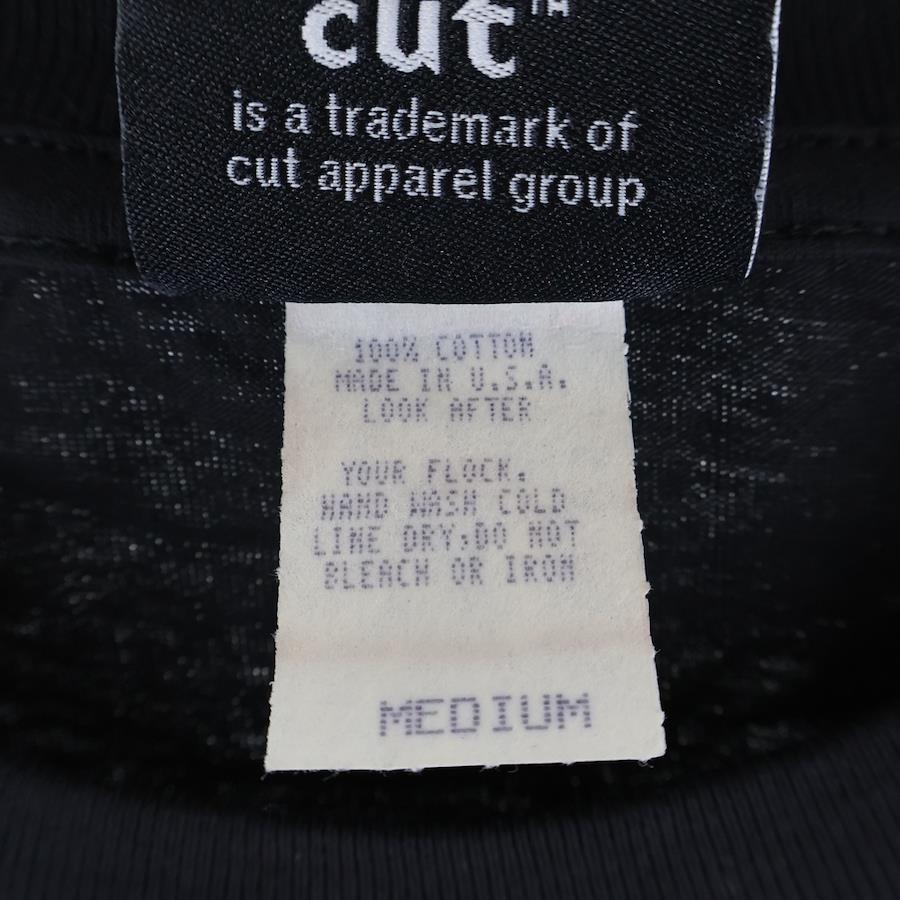 cut™
is a trademark of
cut apparel group
100% COTTON
MADE IN U.S.A.
LOOK AFTER
YOUR FLOCK.
HAND WASH COLD
LINE DRY,DO NOT
BLEACH OR IRON
MEDIUM